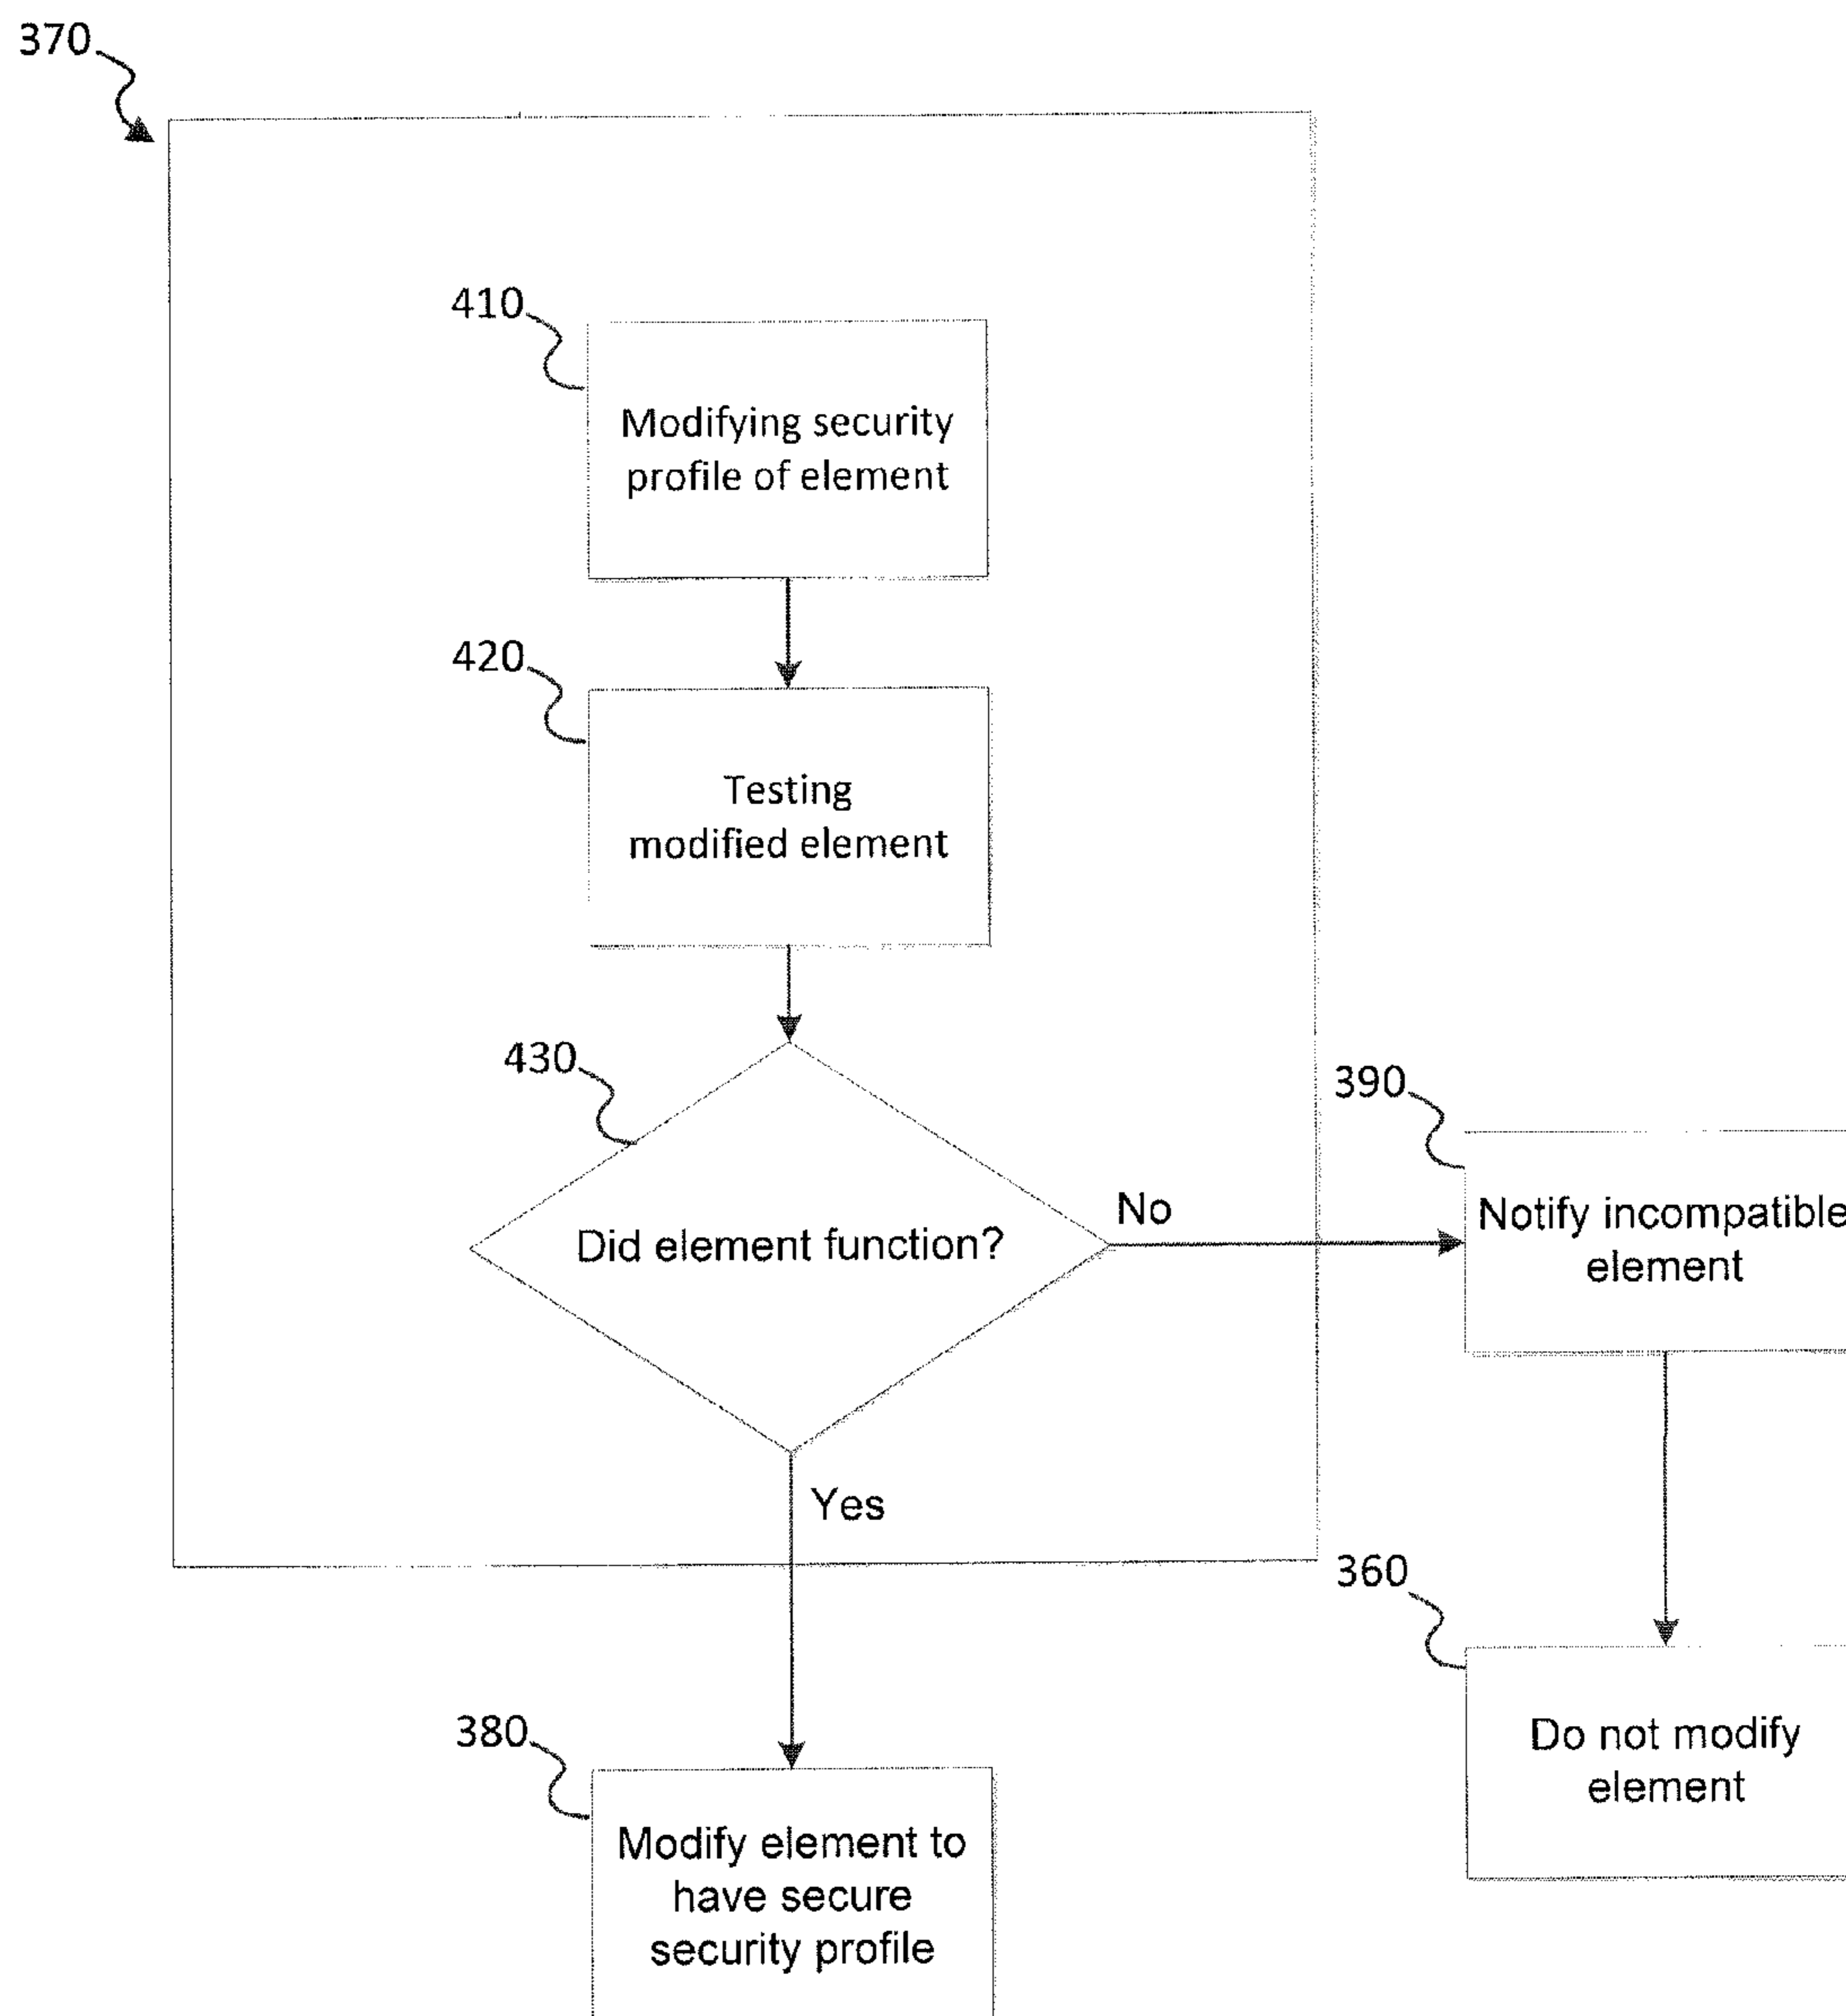 370
410
Modifying security
profile of element
420
Testing
modified element
430
Did element function?
No
390
Notify incompatible
element
Yes
360
Do not modify
element
380
Modify element to
have secure
security profile